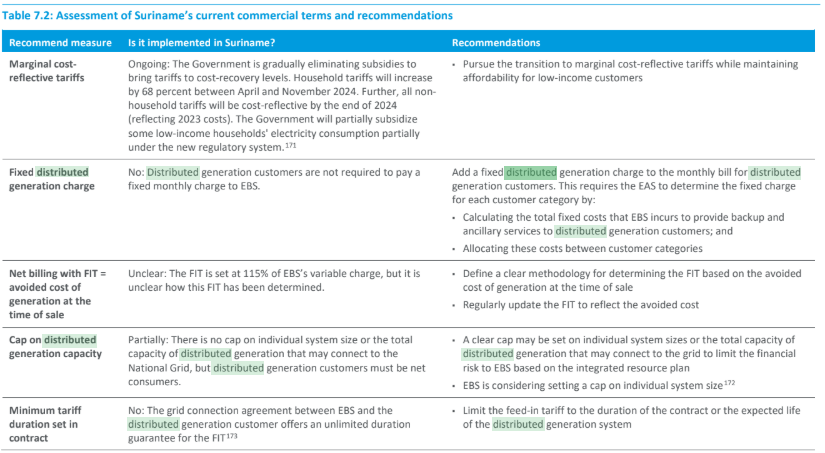 Table 7.2: Assessment of Suriname's current commercial terms and recommendations
Recommend measure Is it implemented in Suriname? Recommendations
Marginal cost-
reflective tariffs
Ongoing: The Government is gradually eliminating subsidies to
bring tariffs to cost-recovery levels. Household tariffs will increase
by 68 percent between April and November 2024. Further, all non-
household tariffs will be cost-reflective by the end of 2024
(reflecting 2023 costs). The Government will partially subsidize
some low-income households' electricity consumption partially
under the new regulatory system.171
• Pursue the transition to marginal cost-reflective tariffs while maintaining
affordability for low-income customers
Fixed distributed
generation charge
No: Distributed generation customers are not required to pay a
fixed monthly charge to EBS.
Add a fixed distributed generation charge to the monthly bill for distributed
generation customers. This requires the EAS to determine the fixed charge
for each customer category by:
• Calculating the total fixed costs that EBS incurs to provide backup and
ancillary services to distributed generation customers; and
• Allocating these costs between customer categories
Net billing with FIT =
avoided cost of
generation at the
time of sale
Unclear: The FIT is set at 115% of EBS's variable charge, but it is
unclear how this FIT has been determined.
• Define a clear methodology for determining the FIT based on the avoided
cost of generation at the time of sale
• Regularly update the FIT to reflect the avoided cost
Cap on distributed
generation capacity
Partially: There is no cap on individual system size or the total
capacity of distributed generation that may connect to the
National Grid, but distributed generation customers must be net
consumers.
• A clear cap may be set on individual system sizes or the total capacity of
distributed generation that may connect to the grid to limit the financial
risk to EBS based on the integrated resource plan
• EBS is considering setting a cap on individual system size172
Minimum tariff
duration set in
contract
No: The grid connection agreement between EBS and the
distributed generation customer offers an unlimited duration
guarantee for the FIT173
• Limit the feed-in tariff to the duration of the contract or the expected life
of the distributed generation system